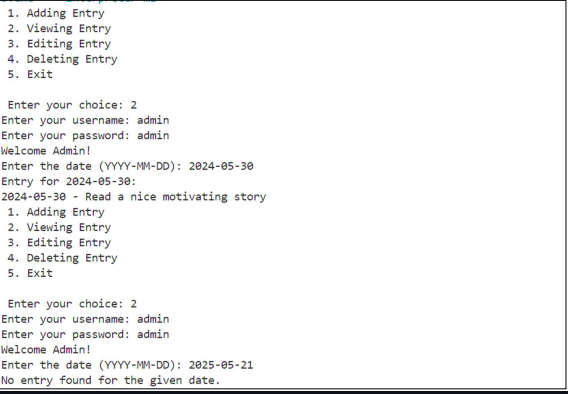 1. Adding Entry
2. Viewing Entry
3. Editing Entry
4. Deleting Entry
5. Exit
Enter your choice: 2
Enter your username: admin
Enter your password: admin
Welcome Admin!
Enter the date (YYYY-MM-DD): 2024-05-30
Entry for 2024-05-30:
2024-05-30 - Read a nice motivating story
1. Adding Entry
2. Viewing Entry
3. Editing Entry
4. Deleting Entry
5. Exit
Enter your choice: 2
Enter your username: admin
Enter your password: admin
Welcome Admin!
Enter the date (YYYY-MM-DD): 2025-05-21
No entry found for the given date.